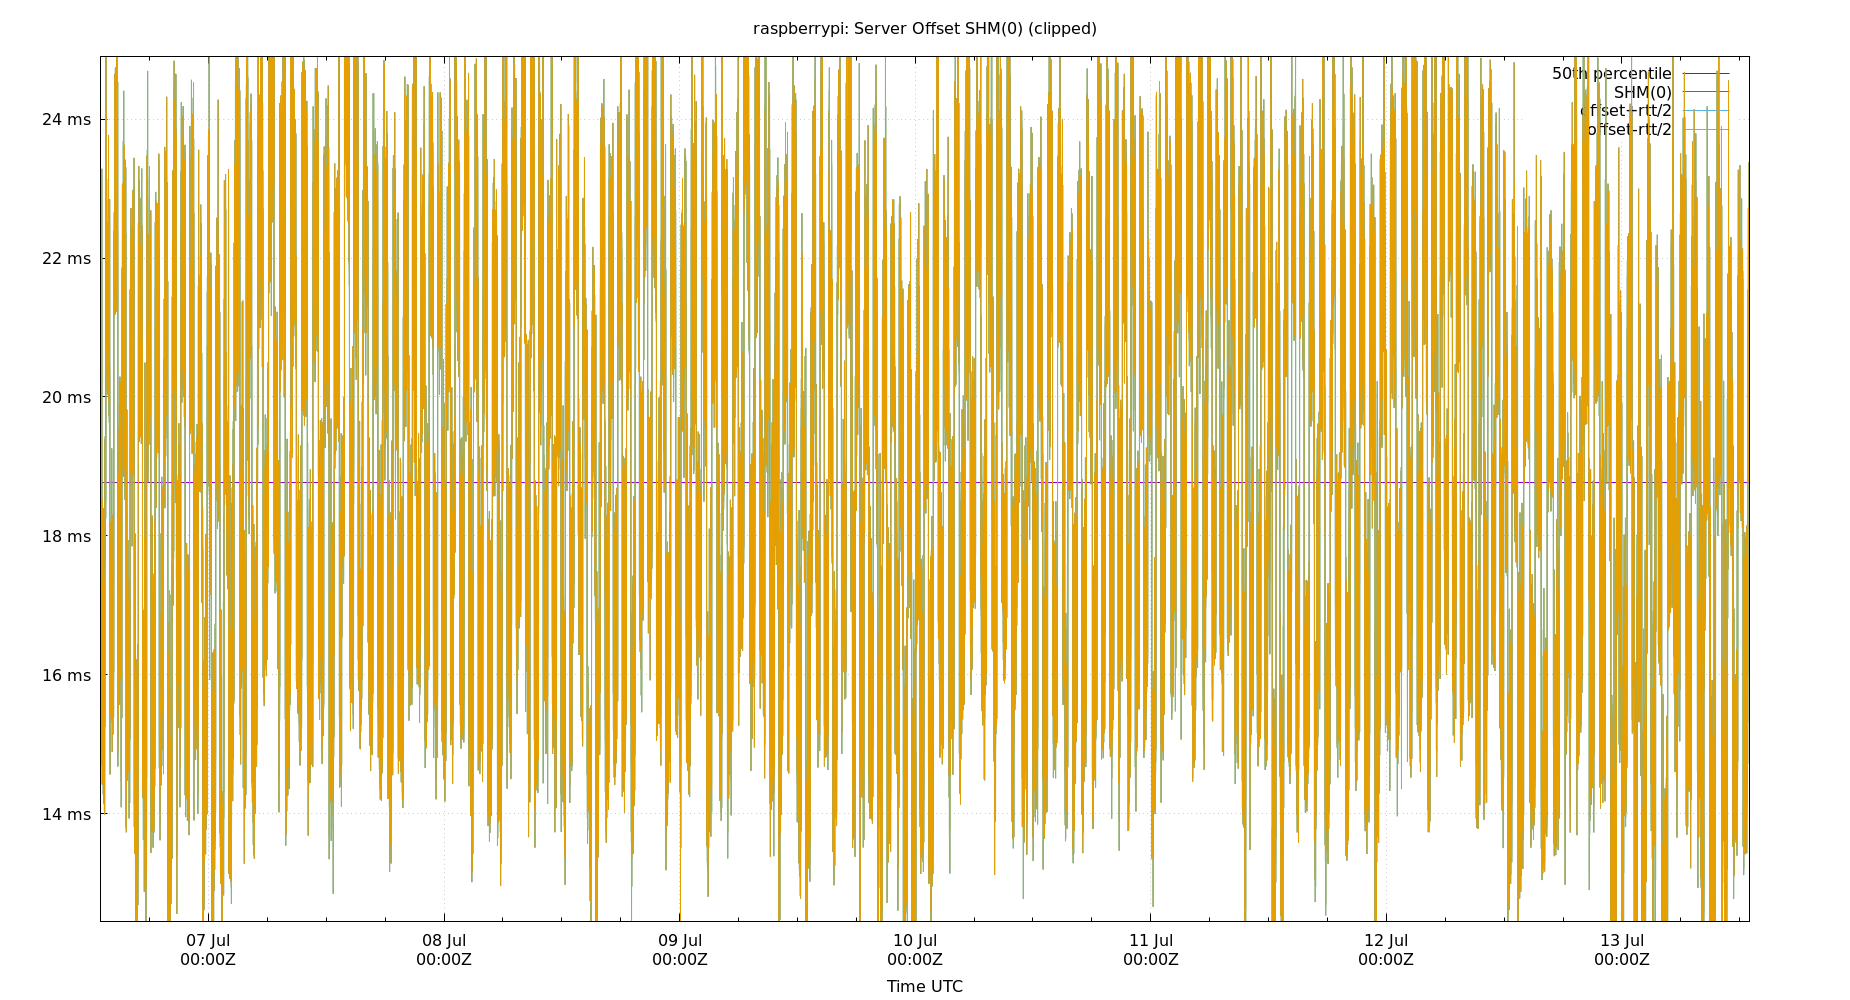 raspberrypi: Server Offset SHM(0) (clipped)
50th percentile
SHM(0)
offset+rtt/2
offset-rtt/2
24 ms
22 ms
20 ms
18 ms
16 ms
14 ms
07 Jul 08 Jul 09 Jul 10 Jul 11 Jul 12 Jul 13 Jul
00:00Z 00:00Z 00:00Z 00:00Z 00:00Z 00:00Z 00:00Z
Time UTC